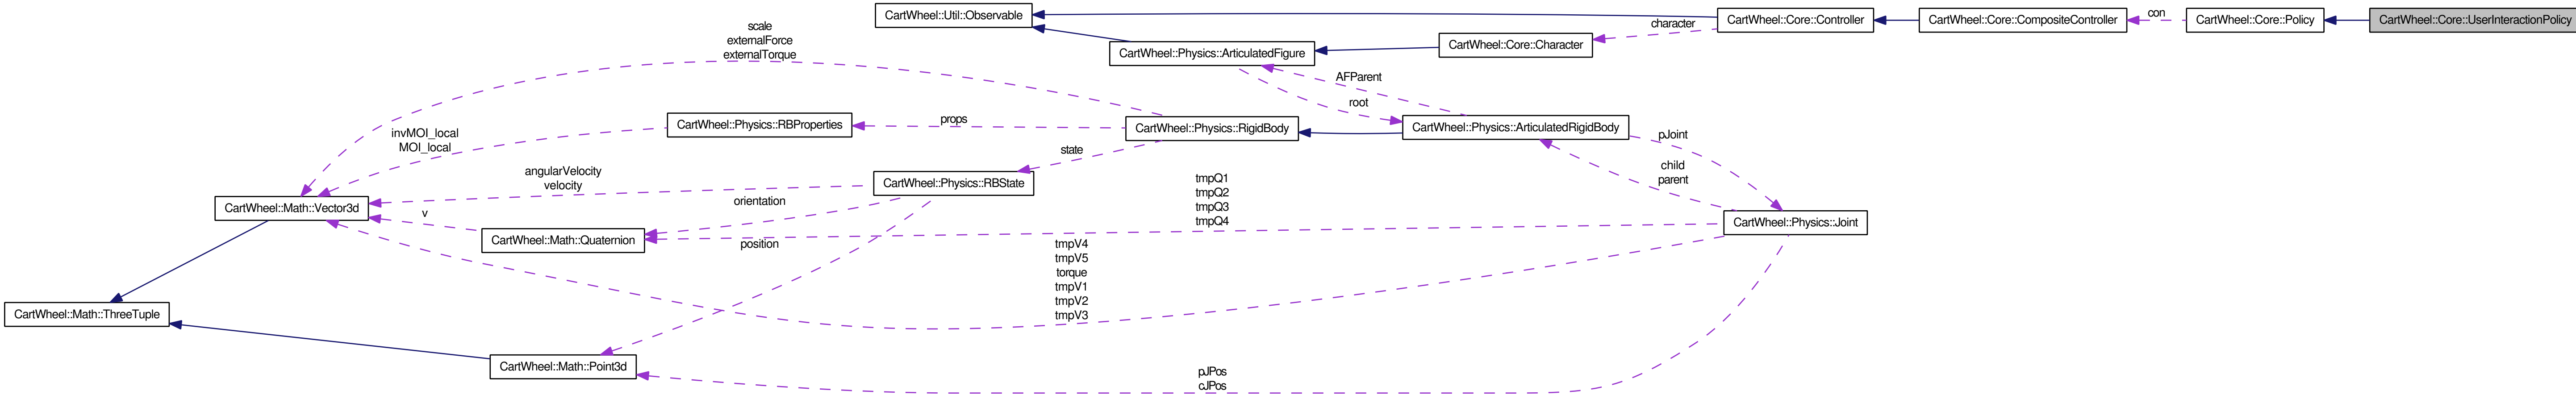 CartWheel::Util::Observable
CartWheel::Core::Controller
CartWheel::Core::CompositeController
con
CartWheel::Core::Policy
CartWheel::Core::UserInteractionPolicy
character
scale
externalForce
externalTorque
CartWheel::Physics::ArticulatedFigure
CartWheel::Core::Character
AFParent
root
invMOI_local
MOI_local
CartWheel::Physics::RBProperties
props
CartWheel::Physics::RigidBody
CartWheel::Physics::ArticulatedRigidBody
pJoint
state
child
parent
angularVelocity
velocity
CartWheel::Physics::RBState
orientation
tmpQ1
tmpQ2
tmpQ3
tmpQ4
CartWheel::Math::Vector3d
v
CartWheel::Math::Quaternion
position
CartWheel::Physics::Joint
tmpV4
tmpV5
torque
tmpV1
tmpV2
tmpV3
CartWheel::Math::ThreeTuple
CartWheel::Math::Point3d
pJPos
cJPos